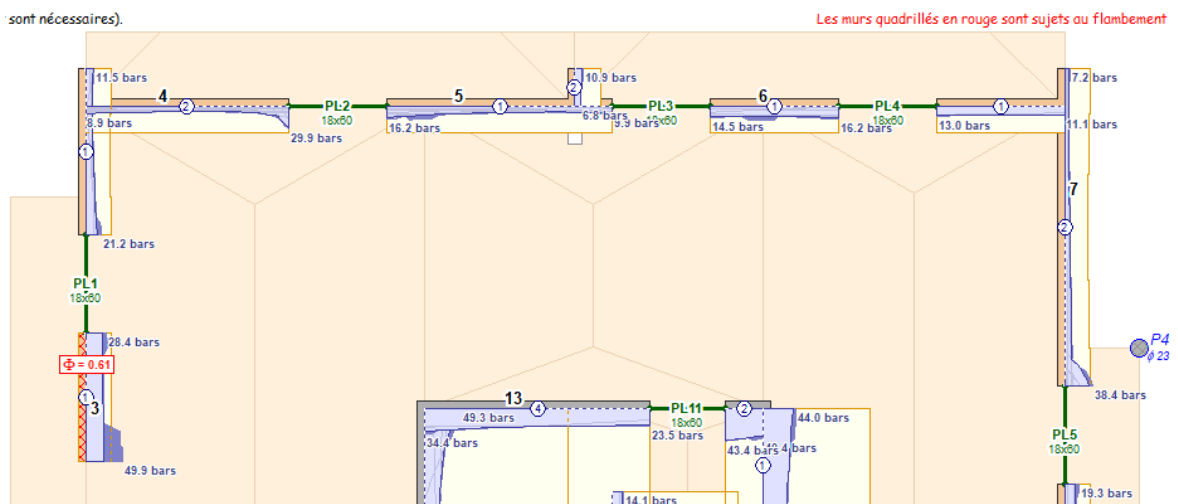 sont nécessaires).
Les murs quadrillés en rouge sont sujets au flambement
11.5 bars
10.9 bars
7.2 bars
4
5
6
2
2
1
1
1
PL2
18x60
PL3
18x60
PL4
18x60
8.9 bars
29.9 bars
16.2 bars
6.8 bars
9.9 bars
14.5 bars
16.2 bars
13.0 bars
11.1 bars
1
7
2
21.2 bars
PL1
18x60
28.4 bars
Φ = 0.61
P4
ϕ 23
1
3
13
4
PL11
18x60
2
38.4 bars
49.3 bars
44.0 bars
34.4 bars
23.5 bars
43.4 bars
PL5
18x60
1
49.9 bars
14.1 bars
19.3 bars